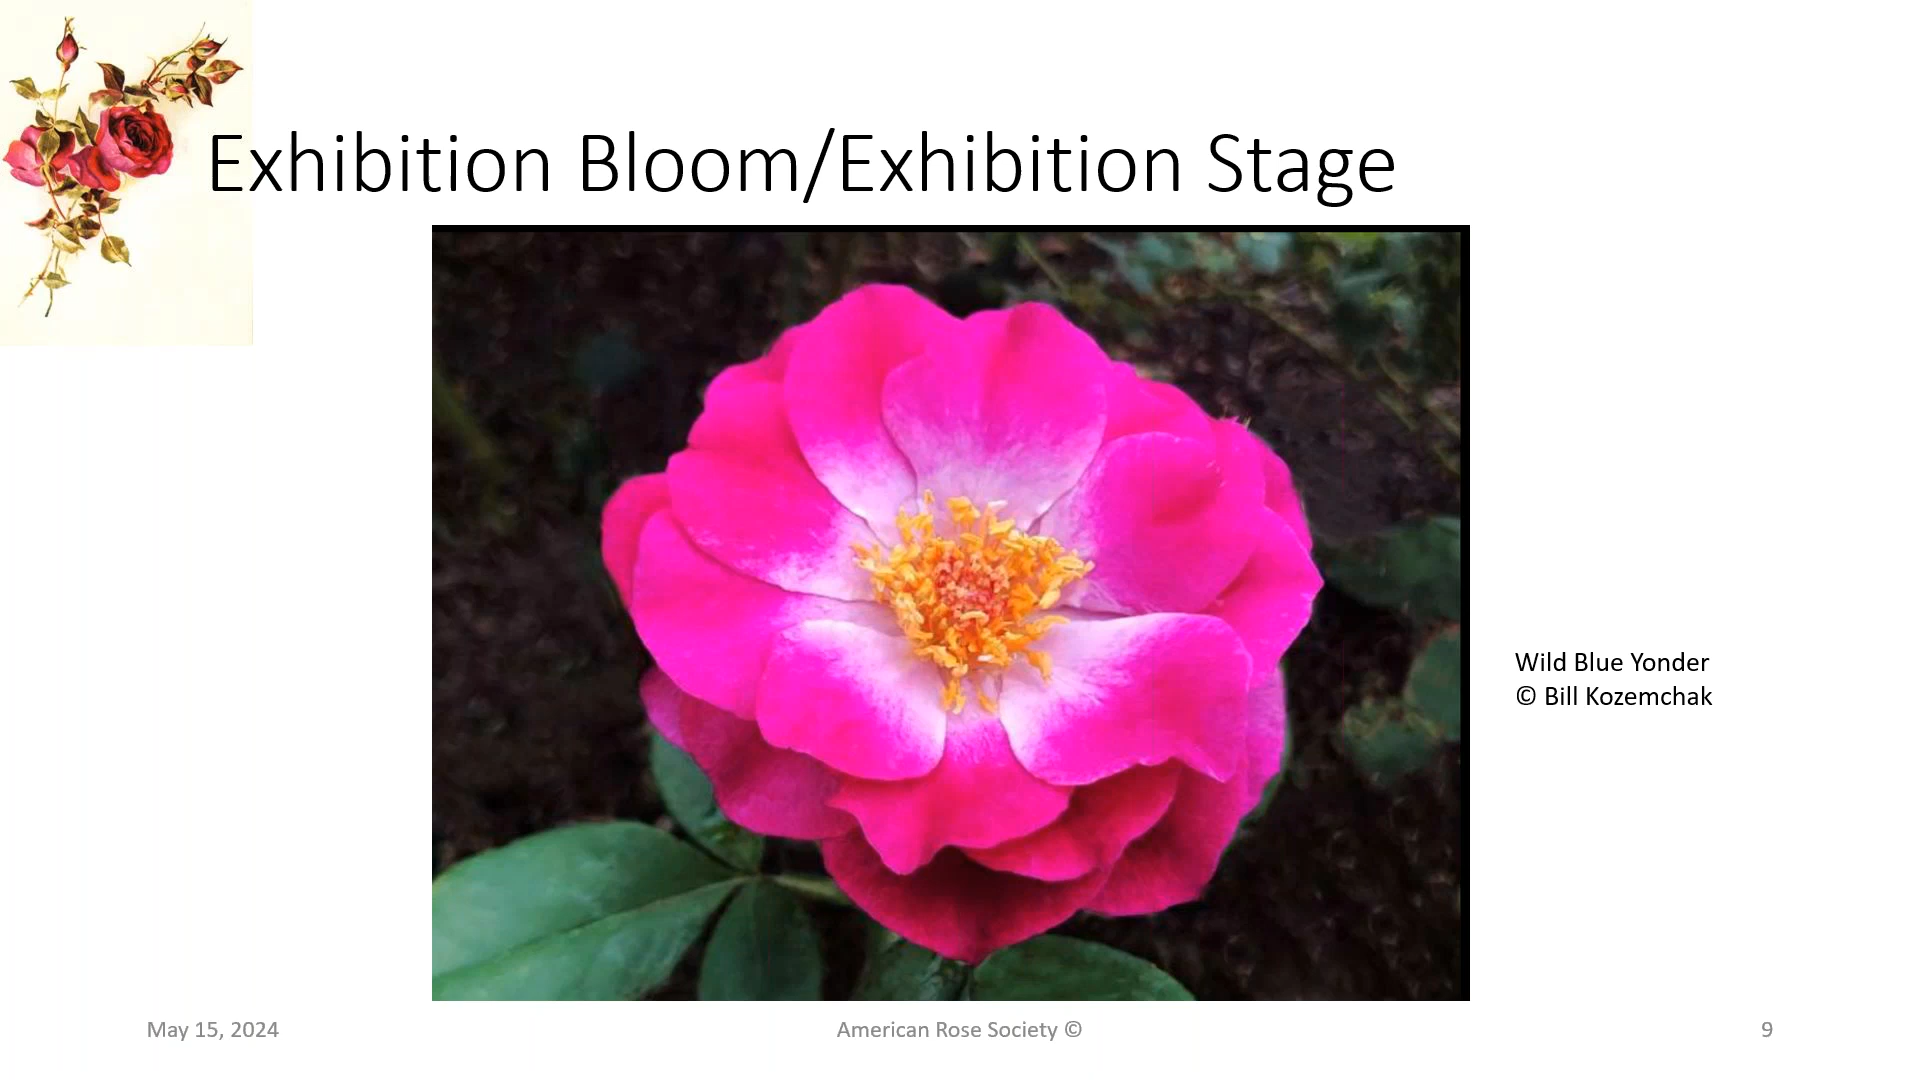 Exhibition Bloom/Exhibition Stage
Wild Blue Yonder
© Bill Kozemchak
May 15, 2024
American Rose Society ©
9